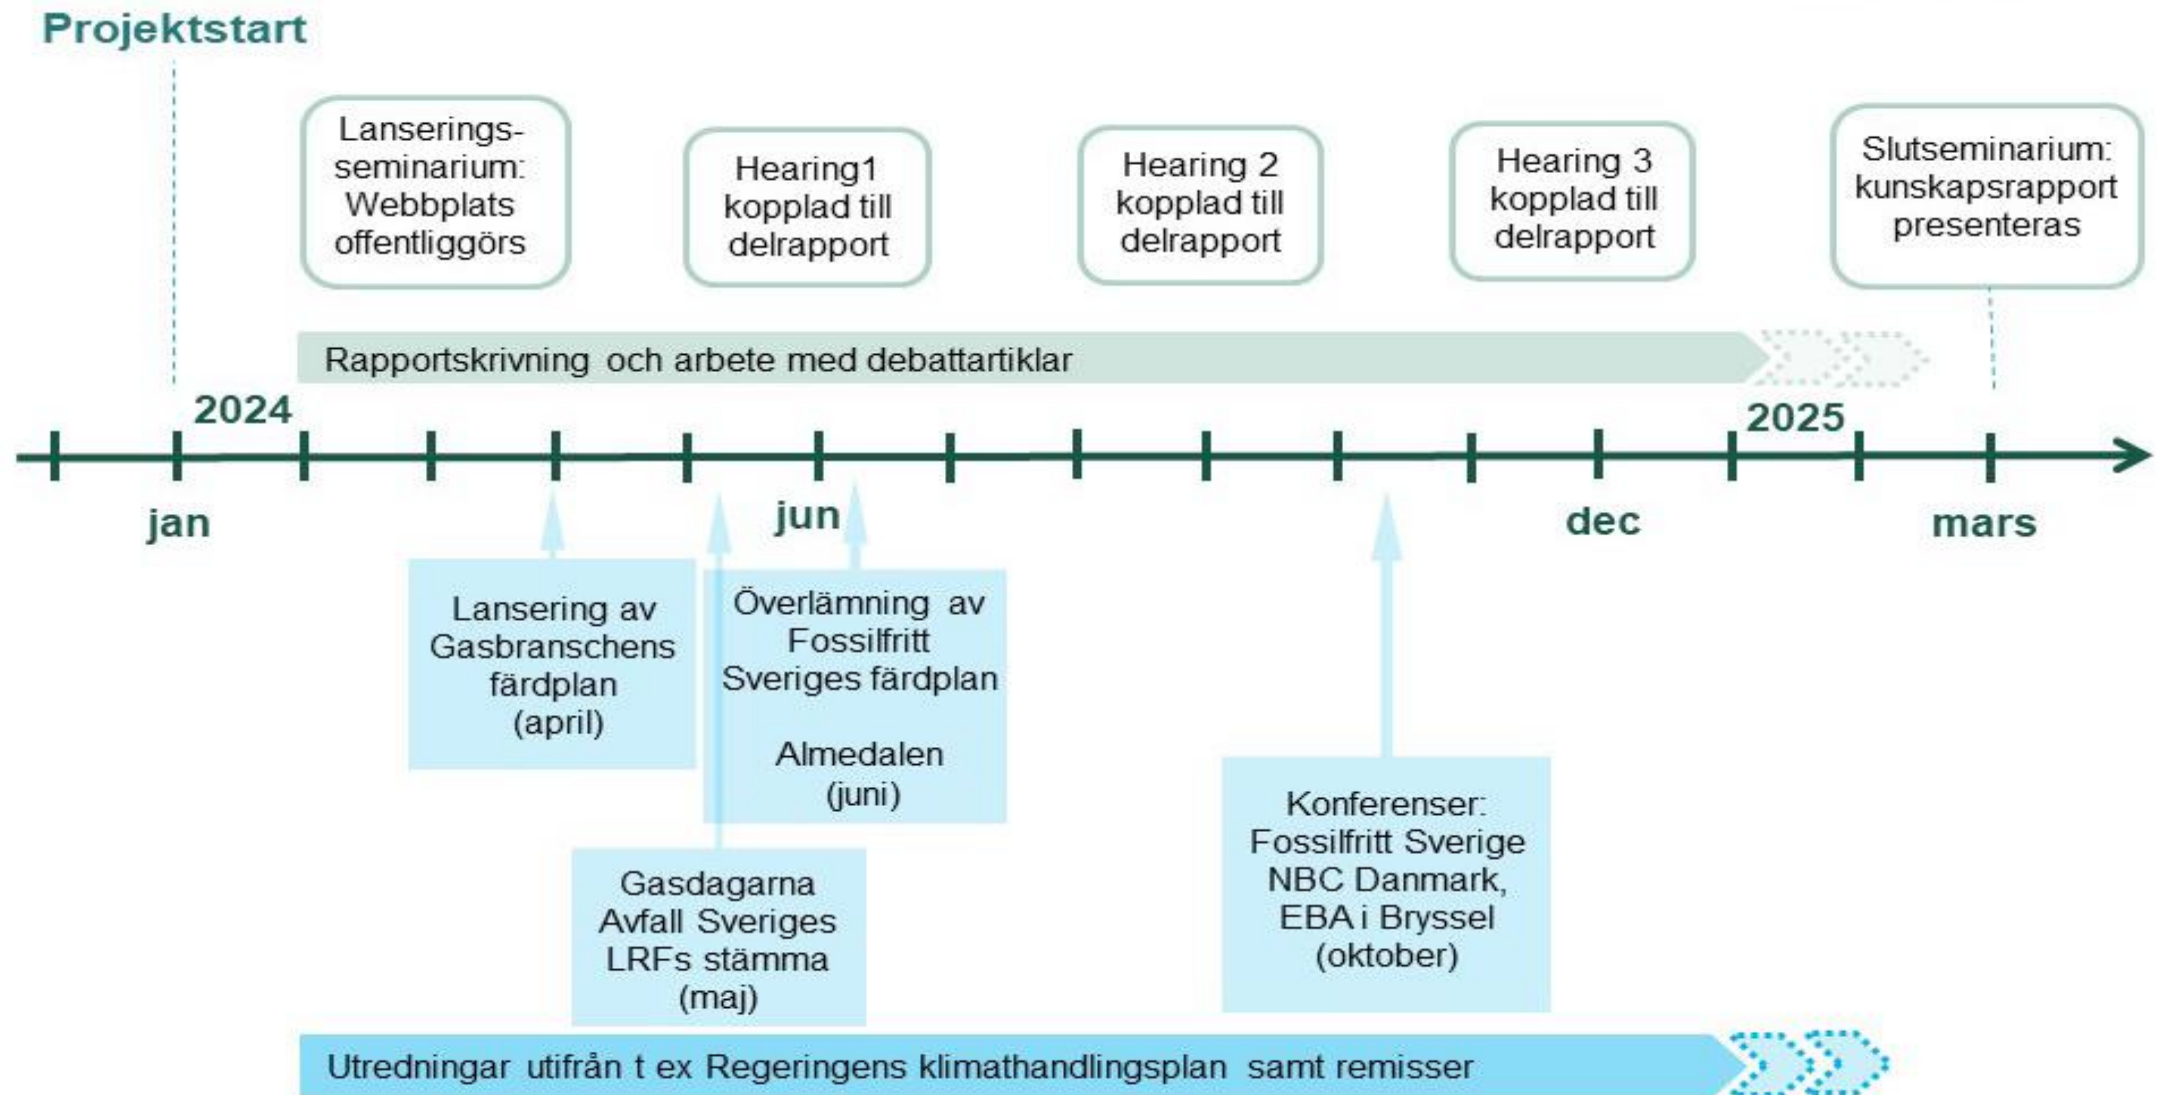 Projektstart
Lanserings-
seminarium:
Webbplats
offentliggörs
Hearing1
kopplad till
delrapport
Hearing 2
kopplad till
delrapport
Hearing 3
kopplad till
delrapport
Slutseminarium:
kunskapsrapport
presenteras
Rapportskrivning och arbete med debattartiklar
2024
2025
jan
jun
dec
mars
Lansering av
Gasbranschens
färdplan
(april)
Överlämning av
Fossilfritt
Sveriges färdplan
Almedalen
(juni)
Gasdagarna
Avfall Sveriges
LRFs stämma
(maj)
Konferenser:
Fossilfritt Sverige
NBC Danmark,
EBA i Bryssel
(oktober)
Utredningar utifrån t ex Regeringens klimathandlingsplan samt remisser